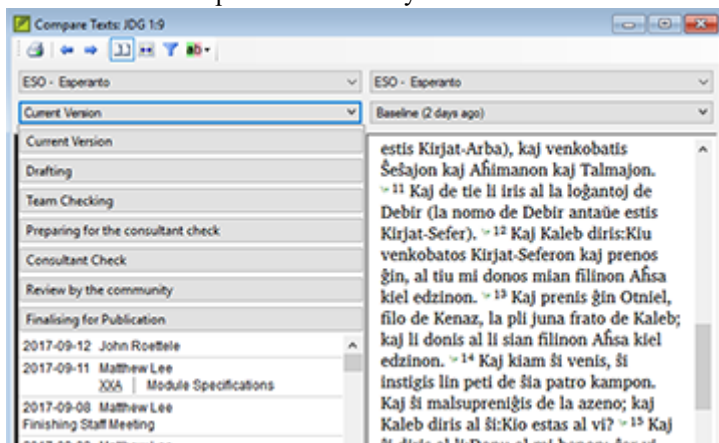 Compare Texts: JDG 1:9
ab
ESO - Esperanto
ESO - Esperanto
Current Version
Baseline (2 days ago)
Current Version
Drafting
Team Checking
Preparing for the consultant check
Consultant Check
Review by the community
Finalising for Publication
2017-09-12 John Roettele
2017-09-11 Matthew Lee
XXA | Module Specifications
2017-09-08 Matthew Lee
Finishing Staff Meeting
estis Kirjat-Arba), kaj venkobatis
Ŝeŝajon kaj Aĥimanon kaj Talmajon.
11 Kaj de tie li iris al la loĝantoj de
Debir (la nomo de Debir antaŭe estis
Kirjat-Sefer). 12 Kaj Kaleb diris:Kiu
venkobatos Kirjat-Seferon kaj prenos
ĝin, al tiu mi donos mian filinon Aĥsa
kiel edzinon. 13 Kaj prenis ĝin Otniel,
filo de Kenaz, la pli juna frato de Kaleb;
kaj li donis al li sian filinon Aĥsa kiel
edzinon. 14 Kaj kiam ŝi venis, ŝi
instigis lin peti de ŝia patro kampon.
Kaj ŝi malsupreniĝis de la azeno; kaj
Kaleb diris al ŝi:Kio estas al vi? 15 Kaj